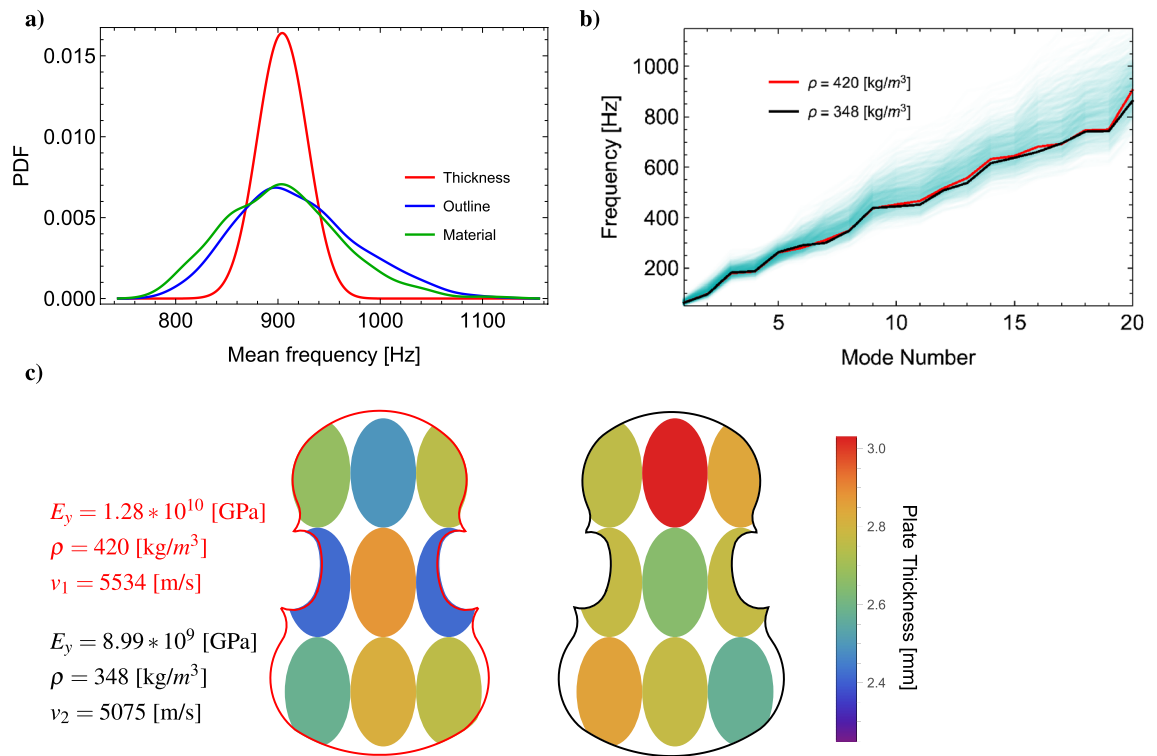 a)
0.015
0.010
0.005
0.000
PDF
Thickness
Outline
Material
800 900 1000 1100
Mean frequency [Hz]
b)
1000
800
600
400
200
Frequency [Hz]
ρ = 420 [kg/m³]
ρ = 348 [kg/m³]
5 10 15 20
Mode Number
c)
E_y = 1.28 * 10^10 [GPa]
ρ = 420 [kg/m³]
v_1 = 5534 [m/s]
E_y = 8.99 * 10^9 [GPa]
ρ = 348 [kg/m³]
v_2 = 5075 [m/s]
3.0
2.8
2.6
2.4
Plate Thickness [mm]